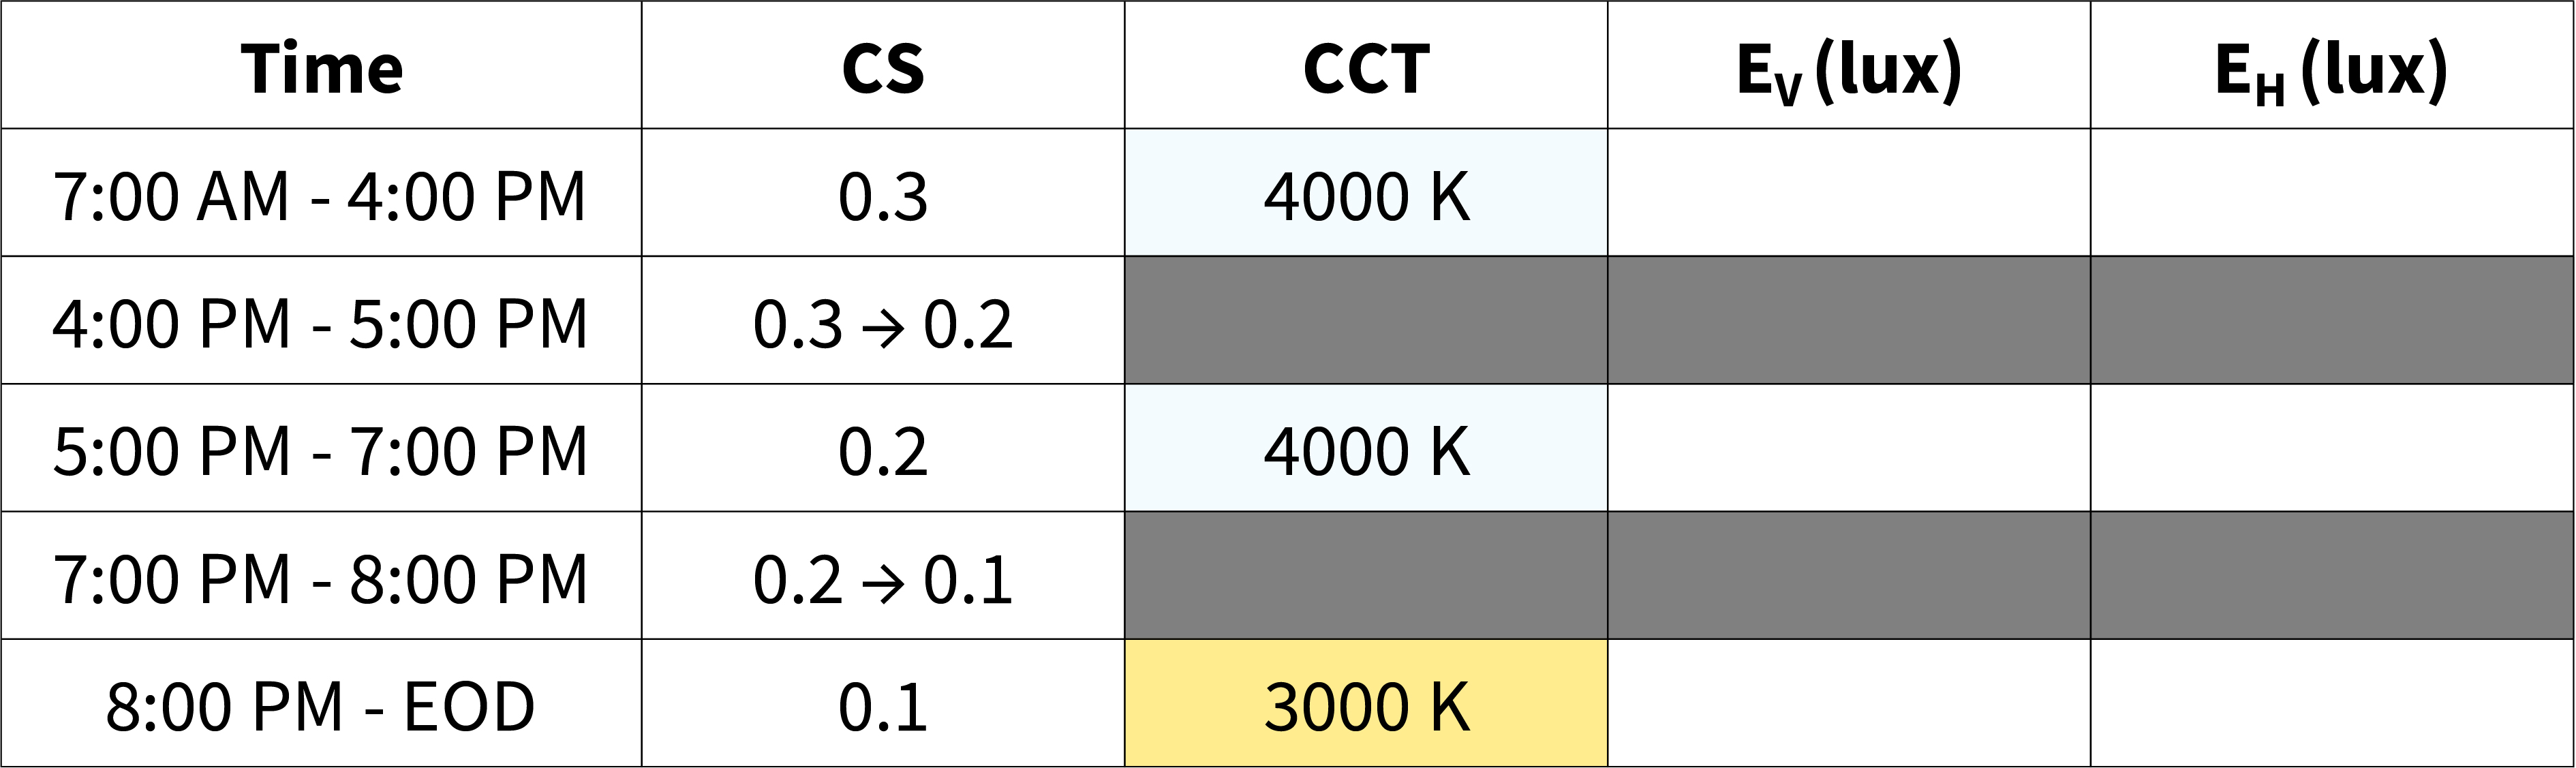 Time CS CCT EV (lux) EH (lux)
7:00 AM - 4:00 PM 0.3 4000 K
4:00 PM - 5:00 PM 0.3 → 0.2
5:00 PM - 7:00 PM 0.2 4000 K
7:00 PM - 8:00 PM 0.2 → 0.1
8:00 PM - EOD 0.1 3000 K